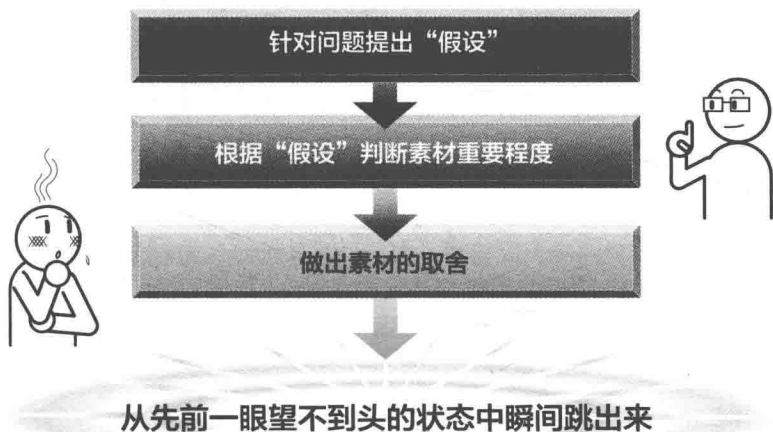 针对问题提出“假设”
根据“假设”判断素材重要程度
做出素材的取舍
从先前一眼望不到头的状态中瞬间跳出来